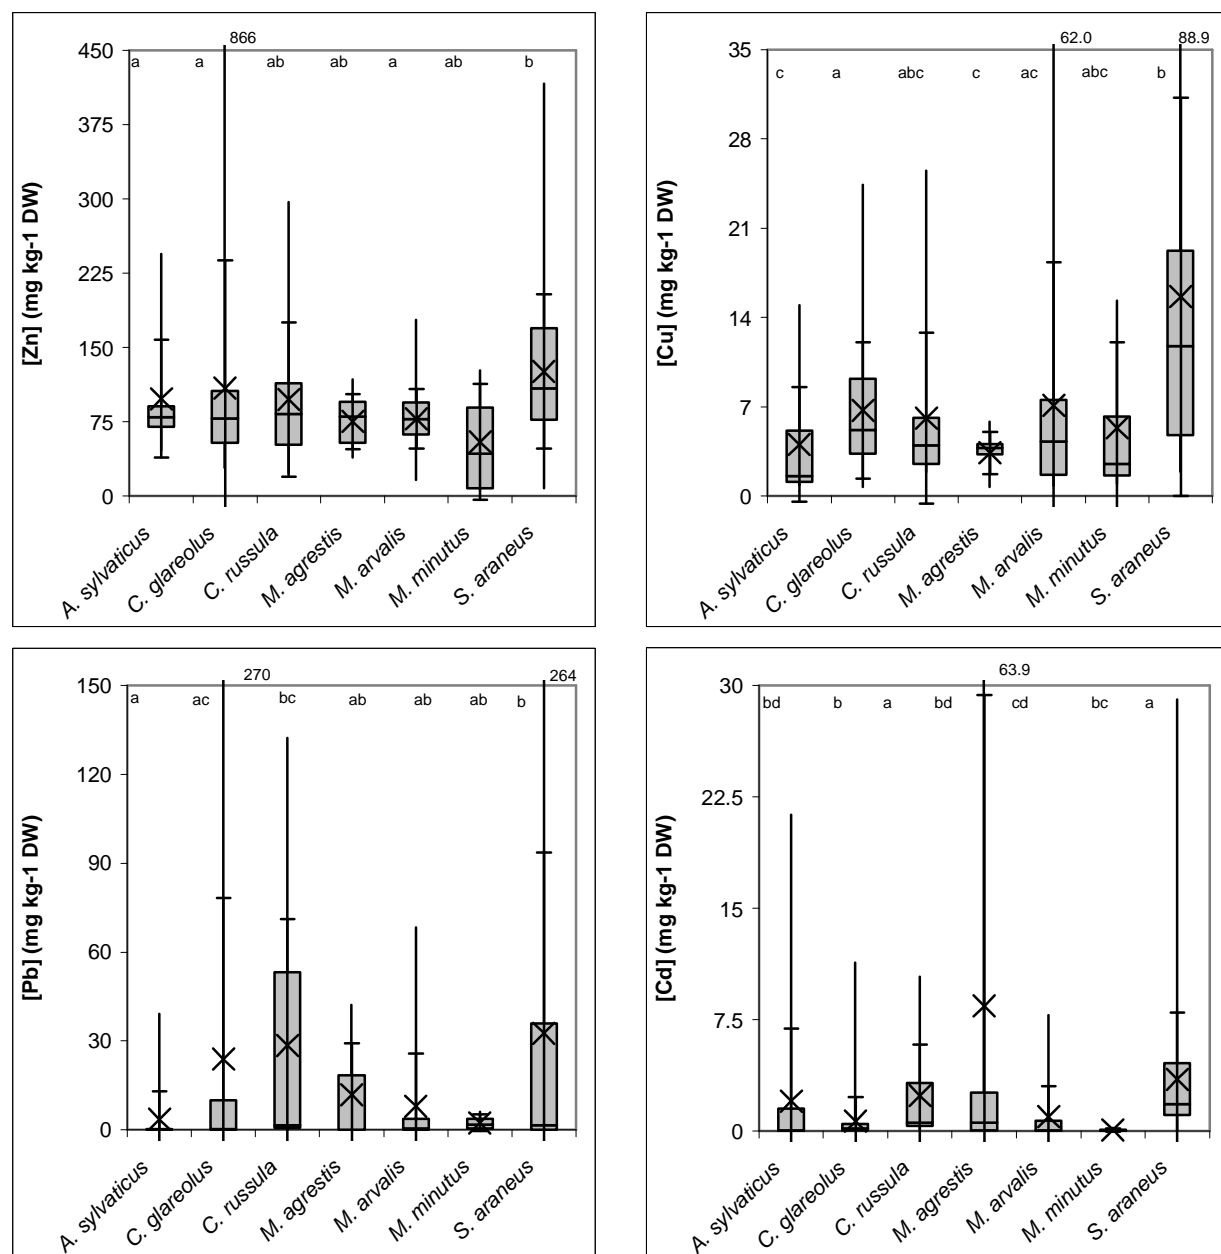 866
450
a a ab ab a ab b
375
300
225
150
75
0
[Zn] (mg kg-1 DW)
A. sylvaticus
C. glareolus
C. russula
M. agrestis
M. arvalis
M. minutus
S. araneus
62.0 88.9
35
c a abc c ac abc b
28
21
14
7
0
[Cu] (mg kg-1 DW)
A. sylvaticus
C. glareolus
C. russula
M. agrestis
M. arvalis
M. minutus
S. araneus
270 264
150
a ac bc ab ab ab b
120
90
60
30
0
[Pb] (mg kg-1 DW)
A. sylvaticus
C. glareolus
C. russula
M. agrestis
M. arvalis
M. minutus
S. araneus
63.9
30
bd b a bd cd bc a
22.5
15
7.5
0
[Cd] (mg kg-1 DW)
A. sylvaticus
C. glareolus
C. russula
M. agrestis
M. arvalis
M. minutus
S. araneus